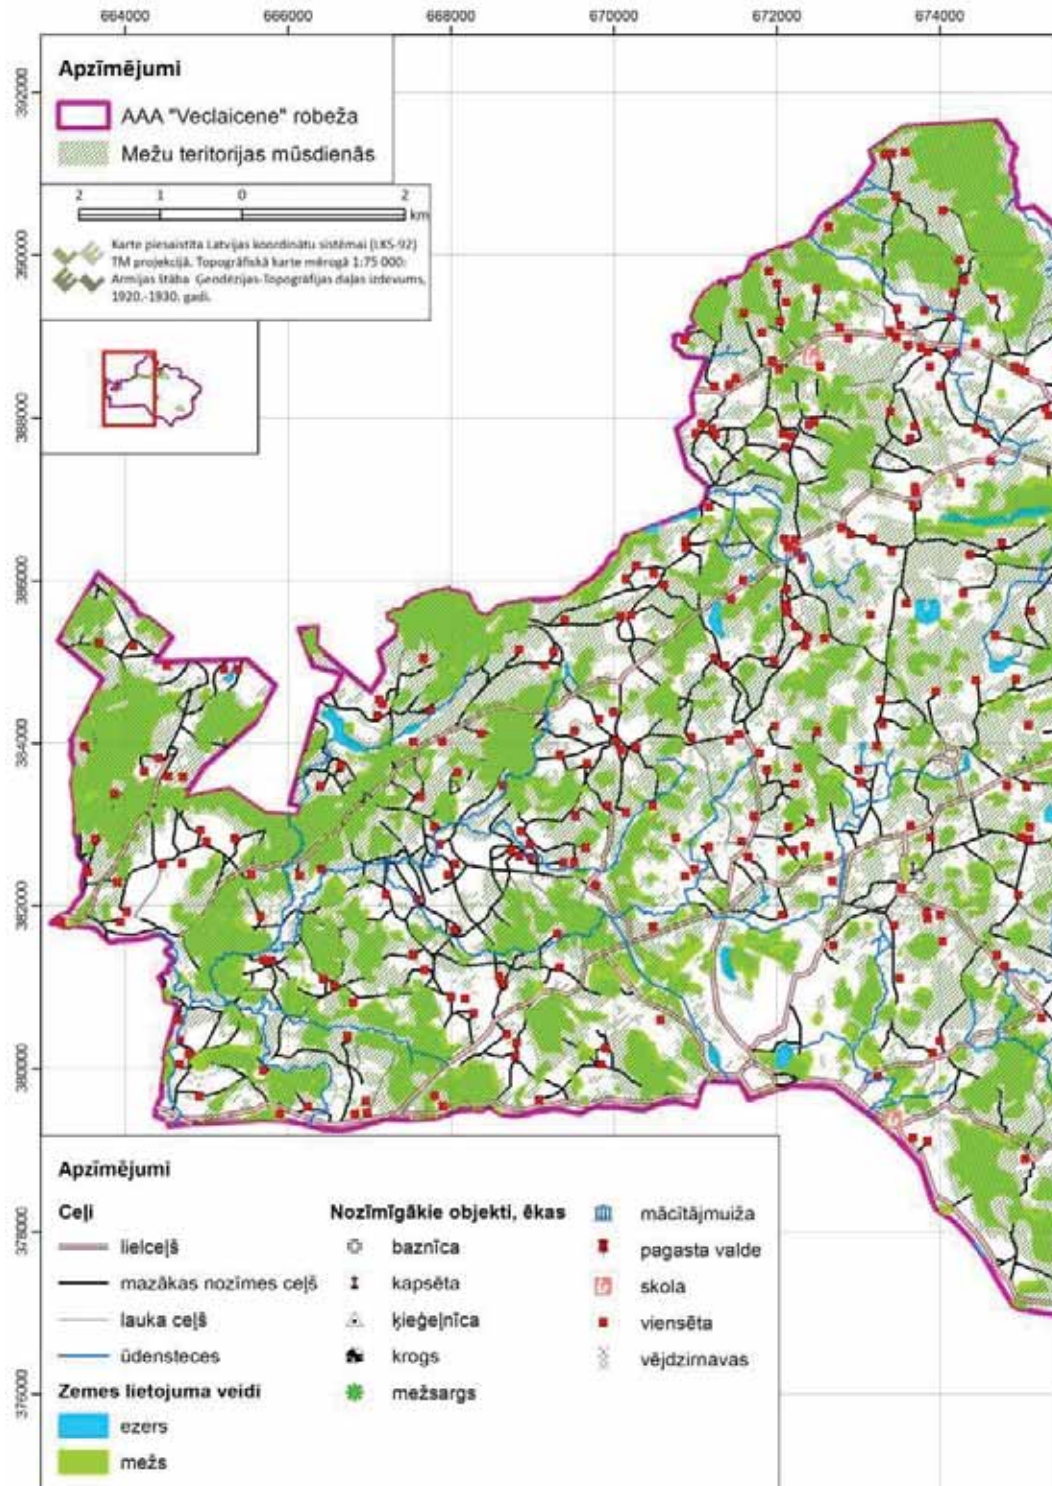 664000 666000 668000 670000 672000 674000
392000
390000
388000
386000
384000
382000
380000
378000
376000
Apzīmējumi
AAA "Veclaicene" robeža
Mežu teritorijas mūsdienās
2 1 0 2
km
Karte piesaistīta Latvijas koordinātu sistēmai (LKS-92)
TM projekcijā. Topogrāfiskā karte mērogā 1:75 000:
Armijas štāba Ģeodēzijas-Topogrāfijas daļas izdevums,
1920.-1930. gadi.
Apzīmējumi
Ceļi
lielceļš
mazākas nozīmes ceļš
lauka ceļš
ūdensteces
Zemes lietojuma veidi
ezers
mežs
Nozīmīgākie objekti, ēkas
baznīca
kapsēta
ķieģeļnīca
krogs
mežsargs
mācītājmuiža
pagasta valde
skola
viensēta
vējdzirnavas